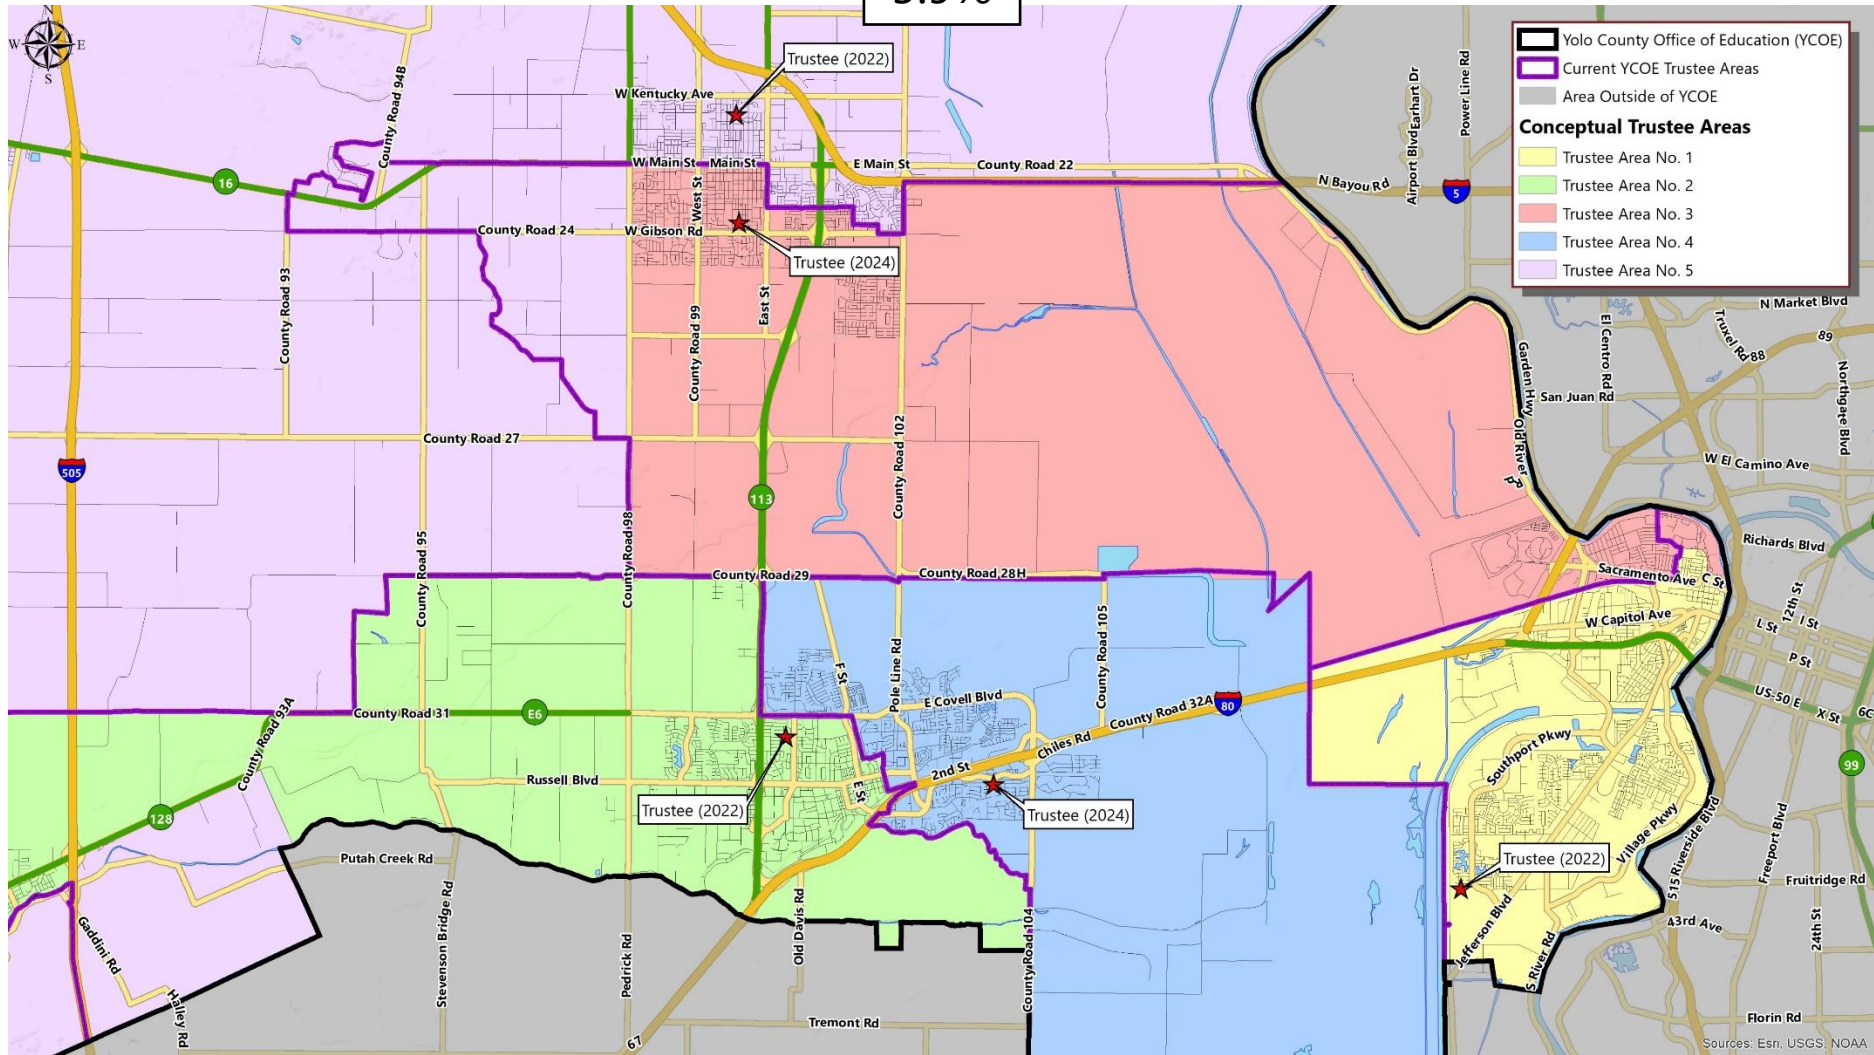 N
W
E
S
Yolo County Office of Education (YCOE)
Current YCOE Trustee Areas
Area Outside of YCOE
Conceptual Trustee Areas
Trustee Area No. 1
Trustee Area No. 2
Trustee Area No. 3
Trustee Area No. 4
Trustee Area No. 5
County Road 94B
Trustee (2022)
W Kentucky Ave
Airport Blvd
Earhart Dr
Power Line Rd
W Main St
Main St
E Main St
County Road 22
16
N Bayou Rd
5
West St
County Road 24
W Gibson Rd
Trustee (2024)
County Road 93
County Road 99
East St
N Market Blvd
El Centro Rd
Truxel Rd
88
89
Garden Hwy
San Juan Rd
Northgate Blvd
County Road 27
County Road 102
Old River Rd
W El Camino Ave
505
113
County Road 95
County Road 98
Richards Blvd
County Road 29
County Road 28H
Sacramento Ave
C St
12th St
I St
L St
W Capitol Ave
P St
County Road 105
F St
Pole Line Rd
E Covell Blvd
US-50 E
X St
County Road 32A
80
County Road 93A
County Road 31
E6
Chiles Rd
Southport Pkwy
99
2nd St
Russell Blvd
E St
Trustee (2022)
Trustee (2024)
128
Village Pkwy
Riverside Blvd
515
Freeport Blvd
Putah Creek Rd
Trustee (2022)
Fruitridge Rd
Stevenson Bridge Rd
Gaddini Rd
Pedrick Rd
Old Davis Rd
County Road 104
Jefferson Blvd
S River Rd
43rd Ave
24th St
Halley Rd
Tremont Rd
67
Florin Rd
Sources: Esri, USGS, NOAA